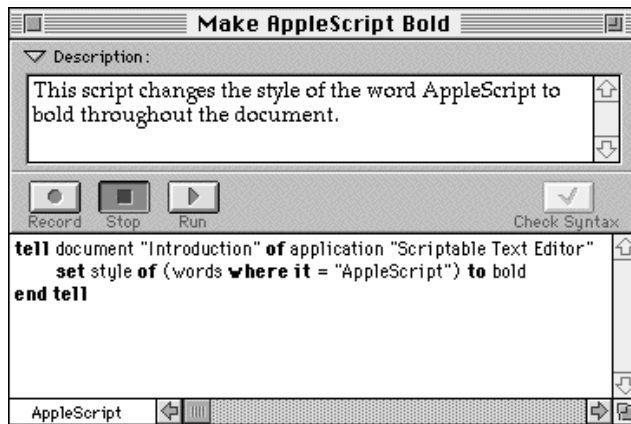 Make AppleScript Bold
Description:
This script changes the style of the word AppleScript to
bold throughout the document.
Record Stop Run Check Syntax
tell document "Introduction" of application "Scriptable Text Editor"
set style of (words where it = "AppleScript") to bold
end tell
AppleScript